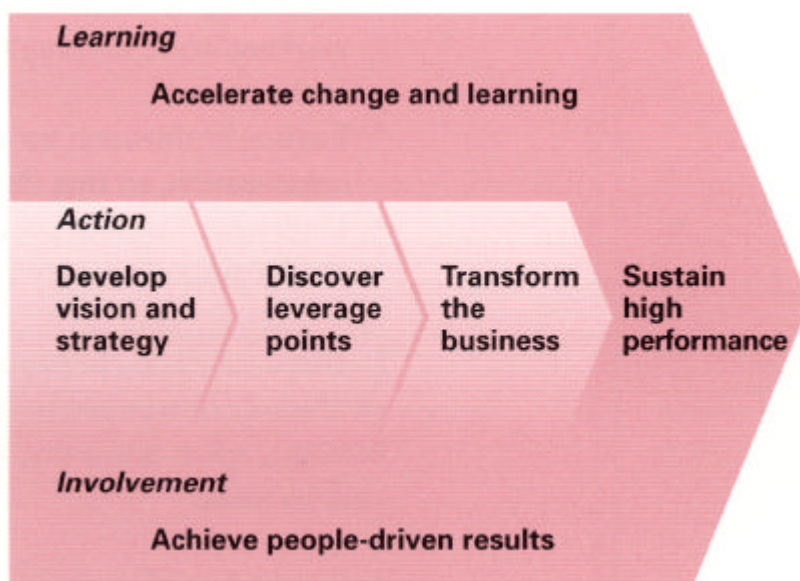 Learning
Accelerate change and learning
Action
Develop
vision and
strategy
Discover
leverage
points
Transform
the
business
Sustain
high
performance
Involvement
Achieve people-driven results